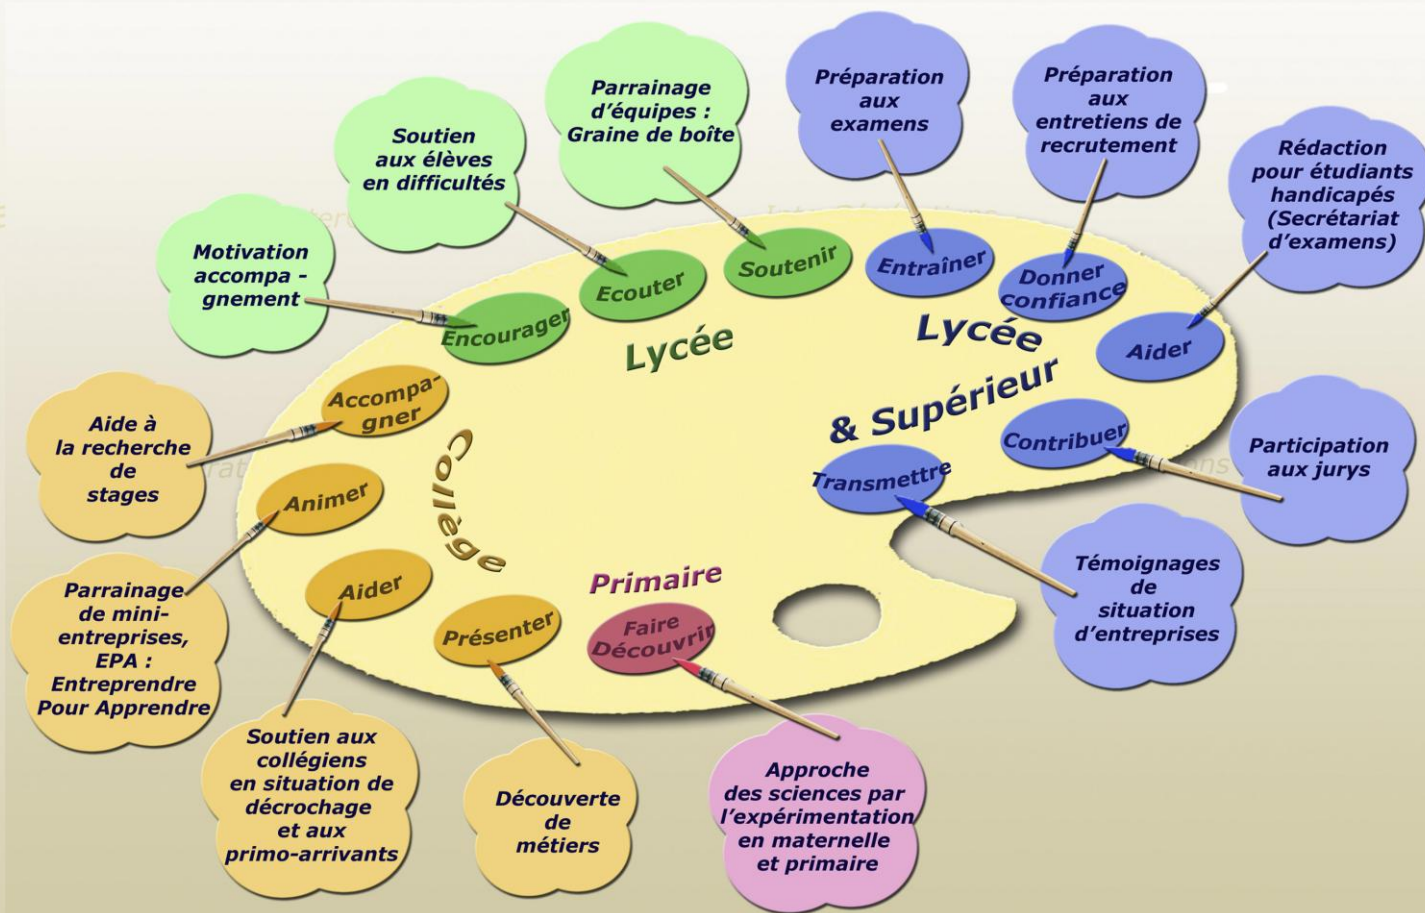 Motivation
accompa -
gnement
Encourager
Soutien
aux élèves
en difficultés
Ecouter
Parrainage
d'équipes :
Graine de boîte
Soutenir
Lycée
Préparation
aux
examens
Entraîner
Préparation
aux
entretiens de
recrutement
Donner
confiance
Rédaction
pour étudiants
handicapés
(Secrétariat
d'examens)
Aider
Lycée
& Supérieur
Participation
aux jurys
Contribuer
Témoignages
de
situation
d'entreprises
Transmettre
Aide à
la recherche
de
stages
Accompa-
gner
Collège
Parrainage
de mini-
entreprises,
EPA :
Entreprendre
Pour Apprendre
Animer
Soutien aux
collégiens
en situation de
décrochage
et aux
primo-arrivants
Aider
Découverte
de
métiers
Présenter
Primaire
Faire
Découvrir
Approche
des sciences par
l'expérimentation
en maternelle
et primaire